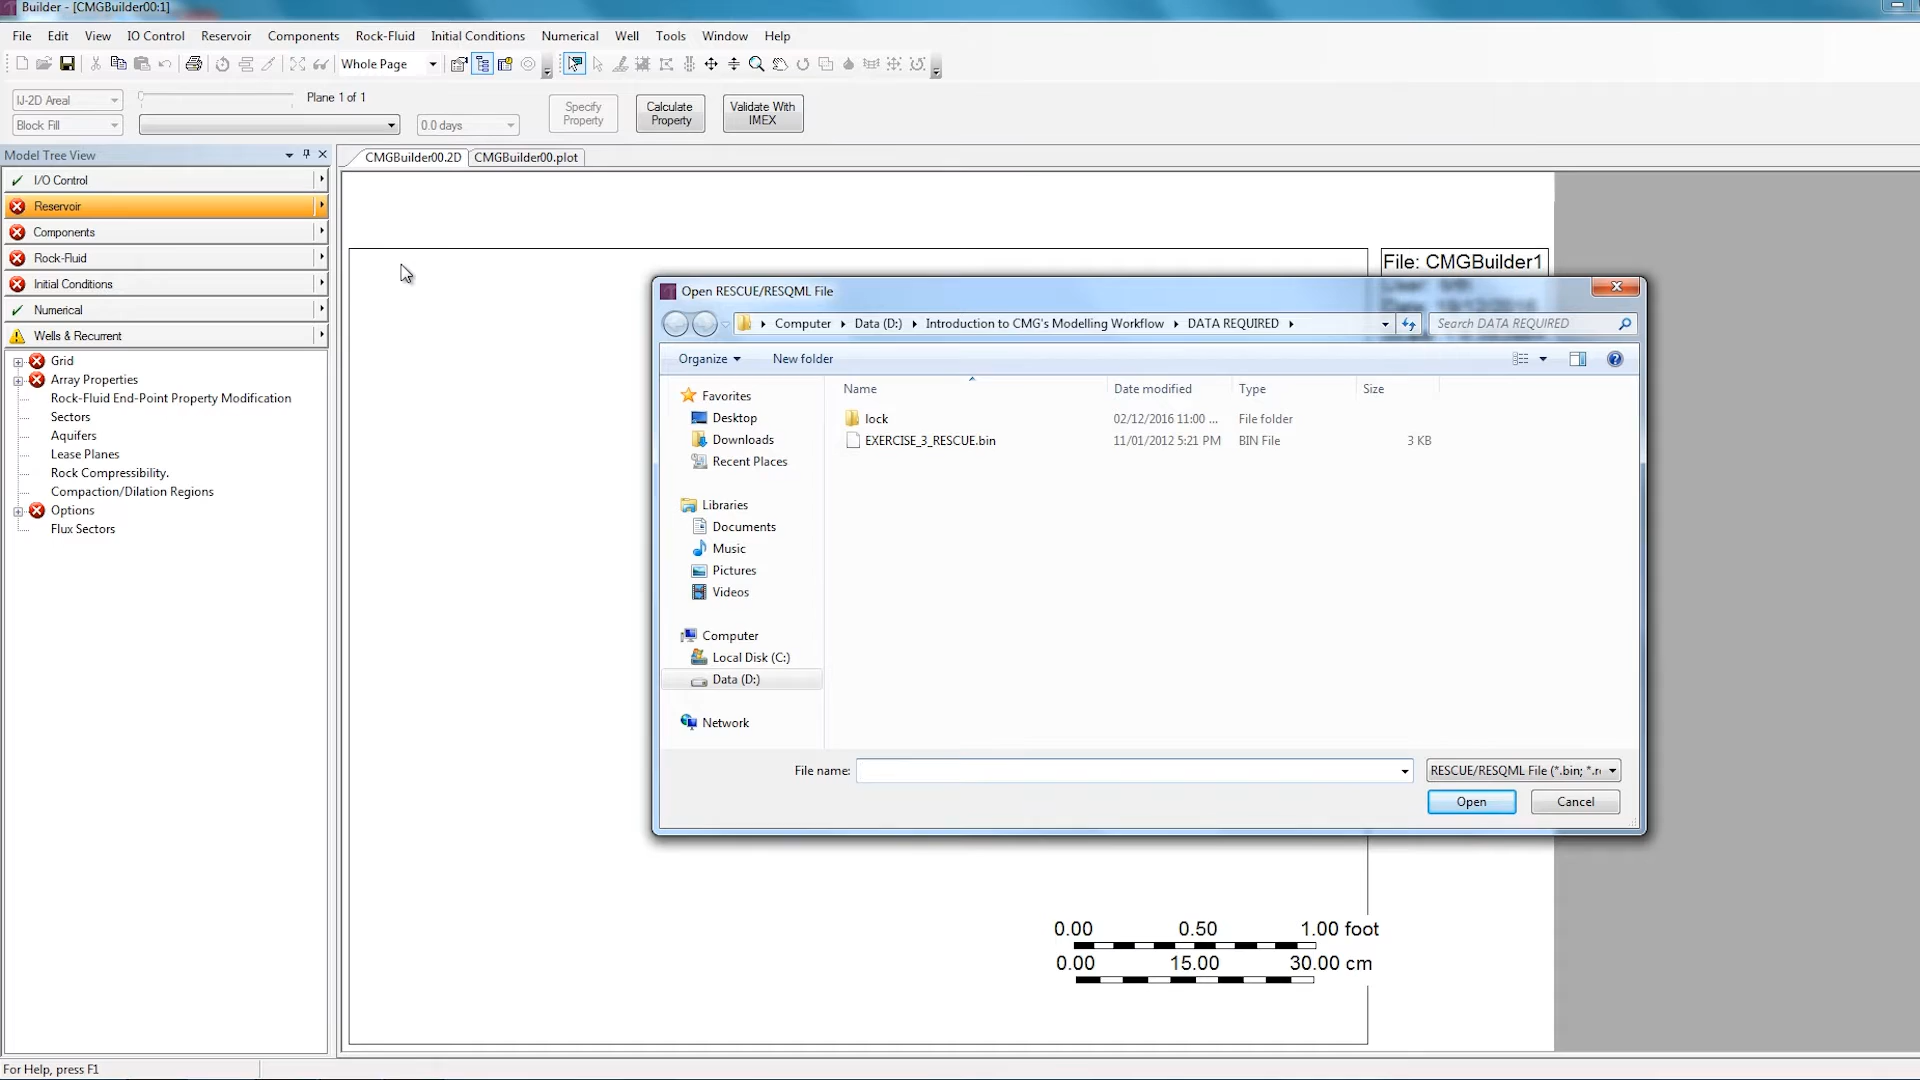 Builder - [CMGBuilder00:1]
File Edit View IO Control Reservoir Components Rock-Fluid Initial Conditions Numerical Well Tools Window Help
Whole Page
IJ-2D Areal
Plane 1 of 1
Block Fill
0.0 days
Specify
Property
Calculate
Property
Validate With
IMEX
Model Tree View
CMGBuilder00.2D
CMGBuilder00.plot
I/O Control
Reservoir
Components
Rock-Fluid
Initial Conditions
Numerical
Wells & Recurrent
Grid
Array Properties
Rock-Fluid End-Point Property Modification
Sectors
Aquifers
Lease Planes
Rock Compressibility.
Compaction/Dilation Regions
Options
Flux Sectors
File: CMGBuilder1
Open RESCUE/RESQML File
Computer Data (D:) Introduction to CMG's Modelling Workflow DATA REQUIRED
Search DATA REQUIRED
Organize New folder
Favorites
Desktop
Downloads
Recent Places
Libraries
Documents
Music
Pictures
Videos
Computer
Local Disk (C:)
Data (D:)
Network
Name Date modified Type Size
lock 02/12/2016 11:00 ... File folder
EXERCISE_3_RESCUE.bin 11/01/2012 5:21 PM BIN File 3 KB
File name:
RESCUE/RESQML File (*.bin; *.r
Open
Cancel
0.00 0.50 1.00 foot
0.00 15.00 30.00 cm
For Help, press F1